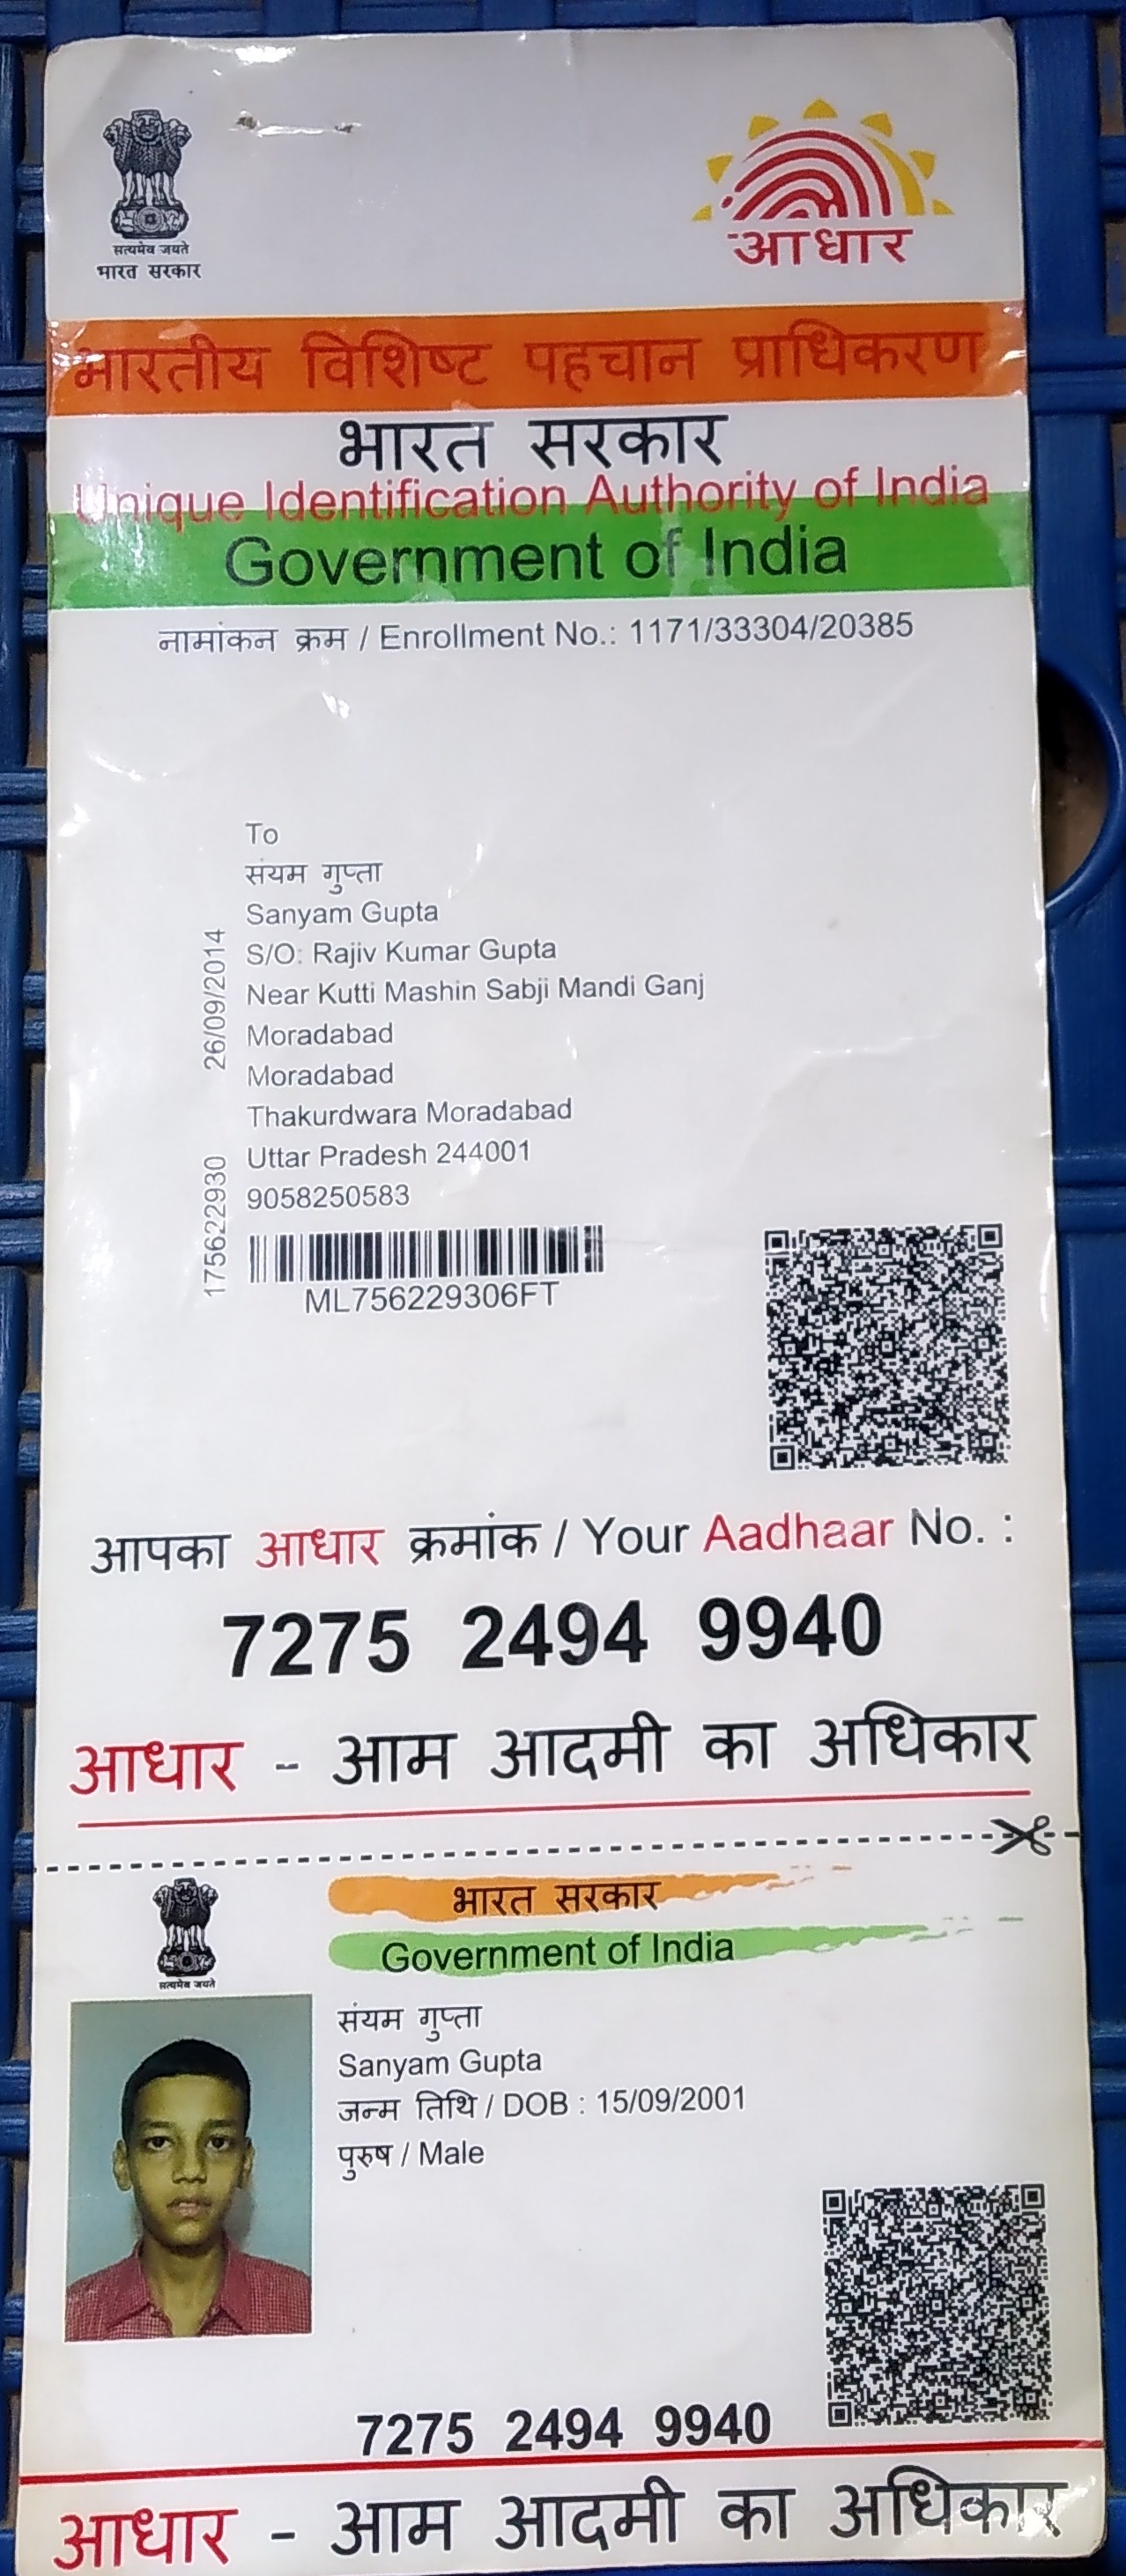 सत्यमेव जयते
भारत सरकार
आधार
भारतीय विशिष्ट पहचान प्राधिकरण
भारत सरकार
Unique Identification Authority of India
Government of India
नामांकन क्रम / Enrollment No.: 1171/33304/20385
To
संयम गुप्ता
Sanyam Gupta
S/O: Rajiv Kumar Gupta
Near Kutti Mashin Sabji Mandi Ganj
Moradabad
Moradabad
Thakurdwara Moradabad
Uttar Pradesh 244001
9058250583
175622930 26/09/2014
ML756229306FT
आपका आधार क्रमांक / Your Aadhaar No. :
7275 2494 9940
आधार - आम आदमी का अधिकार
सत्यमेव जयते
भारत सरकार
Government of India
संयम गुप्ता
Sanyam Gupta
जन्म तिथि / DOB : 15/09/2001
पुरुष / Male
7275 2494 9940
आधार - आम आदमी का अधिकार